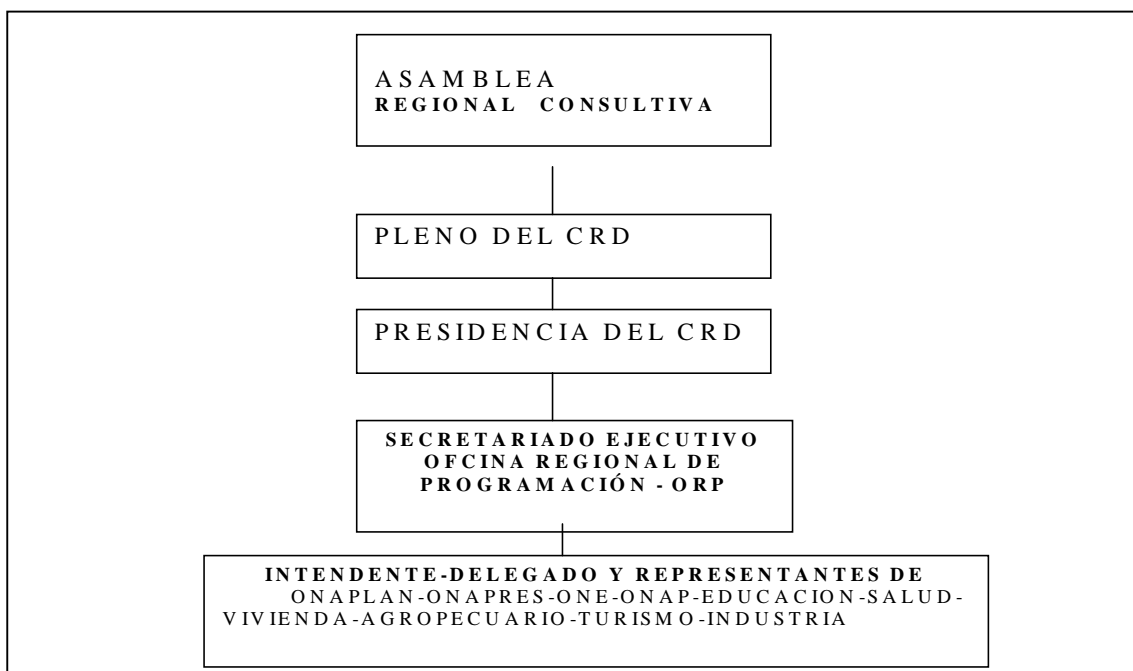 ASAMBLEA
REGIONAL CONSULTIVA
PLENO DEL CRD
PRESIDENCIA DEL CRD
SECRETARIADO EJECUTIVO
OFCINA REGIONAL DE
PROGRAMACIÓN - ORP
INTENDENTE-DELEGADO Y REPRESENTANTES DE
ONAPLAN-ONAPRES-ONE-ONAP-EDUCACION-SALUD-
VIVIENDA-AGROPECUARIO-TURISMO-INDUSTRIA